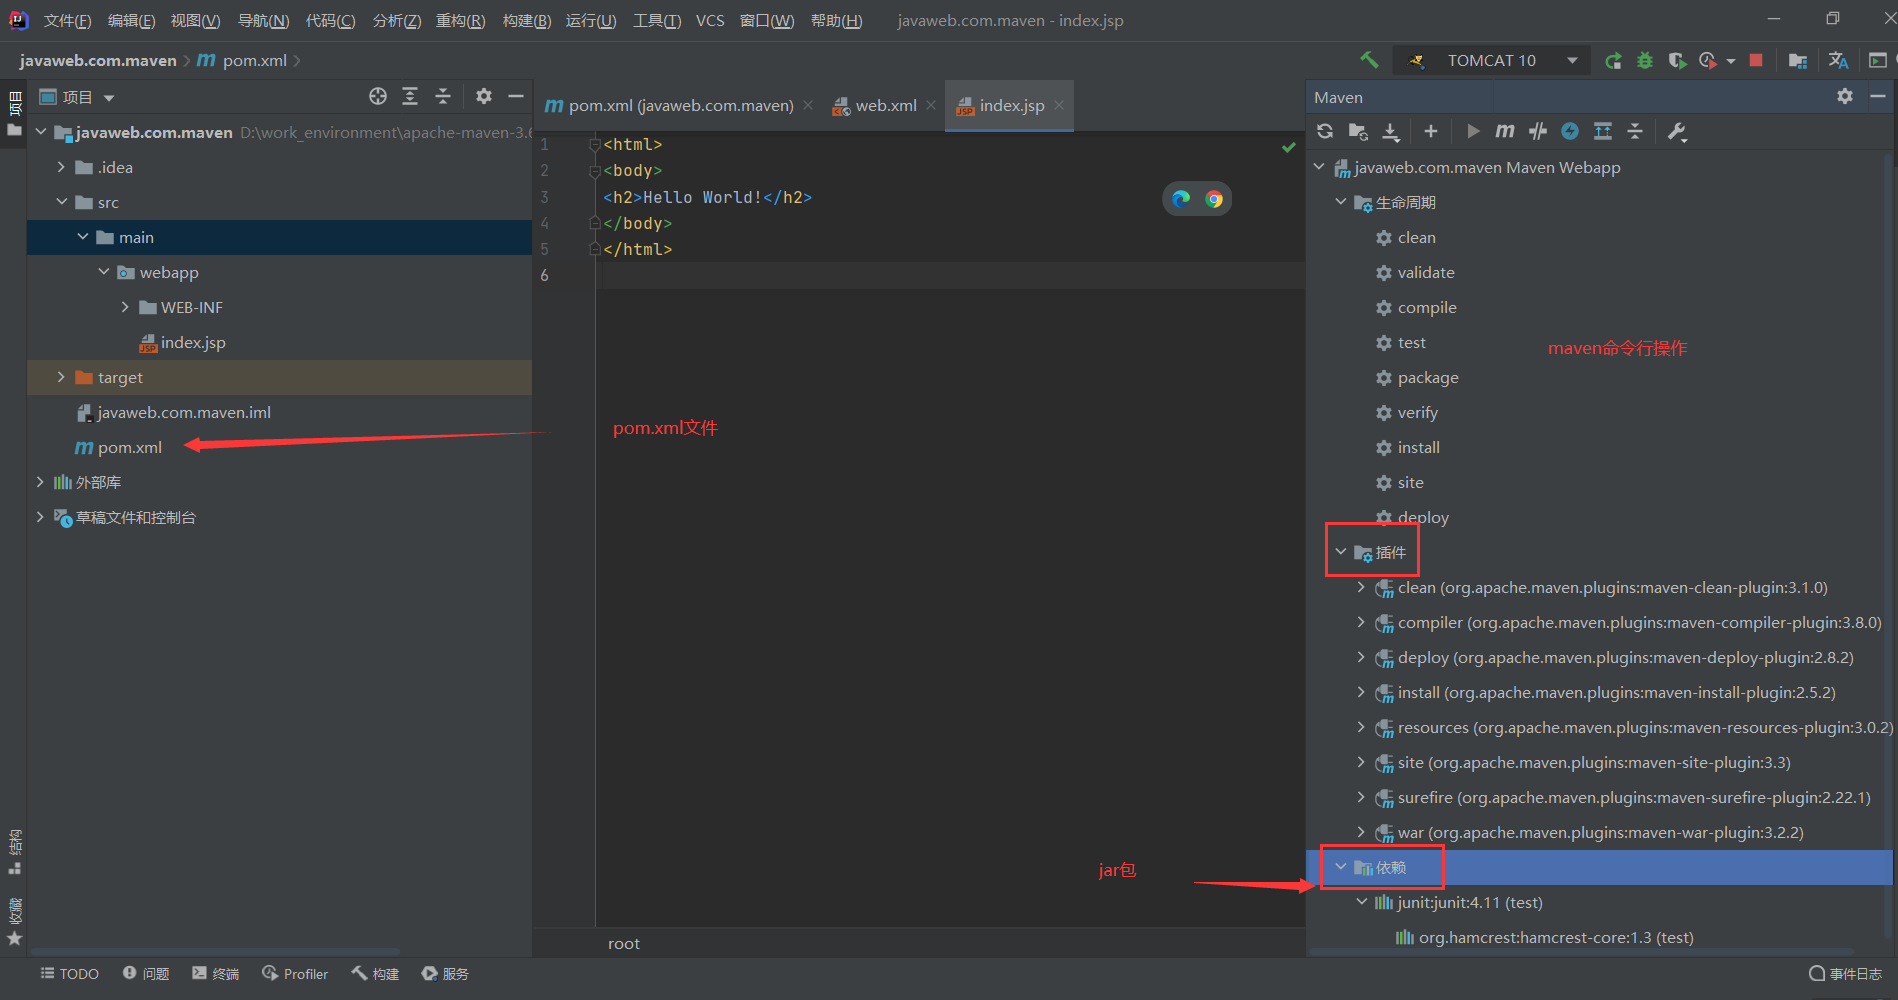 文件(F) 编辑(E) 视图(V) 导航(N) 代码(C) 分析(Z) 重构(R) 构建(B) 运行(U) 工具(T) VCS 窗口(W) 帮助(H) javaweb.com.maven - index.jsp
javaweb.com.maven pom.xml TOMCAT 10
项目
项目
javaweb.com.maven D:\work_environment\apache-maven-3.6
.idea
src
main
webapp
WEB-INF
index.jsp
target
javaweb.com.maven.iml
pom.xml
外部库
草稿文件和控制台
结构
收藏
pom.xml (javaweb.com.maven) web.xml index.jsp
1 <html>
2 <body>
3 <h2>Hello World!</h2>
4 </body>
5 </html>
6
pom.xml文件
jar包
root
Maven
javaweb.com.maven Maven Webapp
生命周期
clean
validate
compile
test
maven命令行操作
package
verify
install
site
deploy
插件
clean (org.apache.maven.plugins:maven-clean-plugin:3.1.0)
compiler (org.apache.maven.plugins:maven-compiler-plugin:3.8.0)
deploy (org.apache.maven.plugins:maven-deploy-plugin:2.8.2)
install (org.apache.maven.plugins:maven-install-plugin:2.5.2)
resources (org.apache.maven.plugins:maven-resources-plugin:3.0.2)
site (org.apache.maven.plugins:maven-site-plugin:3.3)
surefire (org.apache.maven.plugins:maven-surefire-plugin:2.22.1)
war (org.apache.maven.plugins:maven-war-plugin:3.2.2)
依赖
junit:junit:4.11 (test)
org.hamcrest:hamcrest-core:1.3 (test)
TODO 问题 终端 Profiler 构建 服务 事件日志